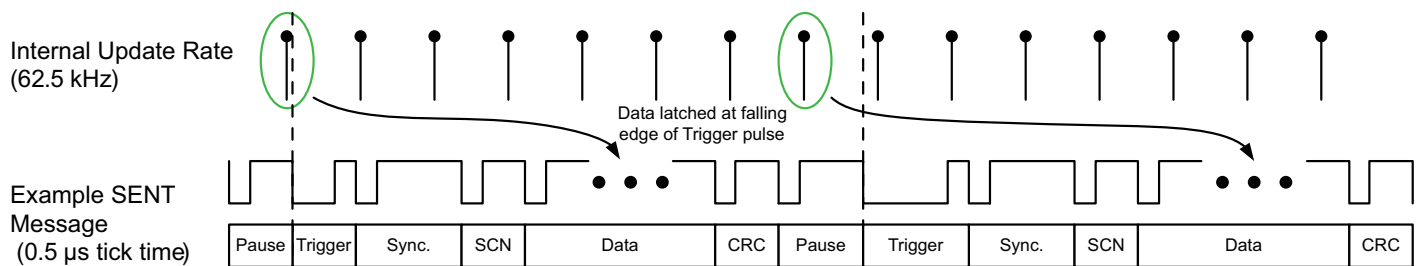 Internal Update Rate
(62.5 kHz)
Data latched at falling
edge of Trigger pulse
Example SENT
Message
(0.5 µs tick time)
Pause Trigger Sync. SCN Data CRC Pause Trigger Sync. SCN Data CRC